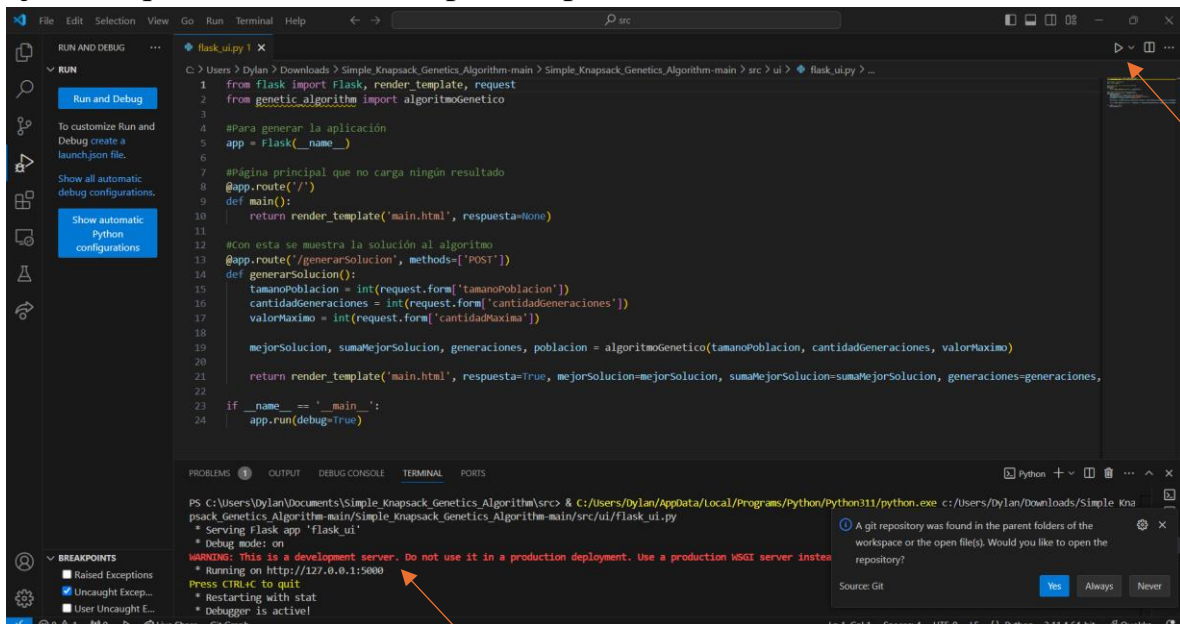 File Edit Selection View Go Run Terminal Help
src
RUN AND DEBUG
flask_ui.py 1
RUN
C: > Users > Dylan > Downloads > Simple_Knapsack_Genetics_Algorithm-main > Simple_Knapsack_Genetics_Algorithm-main > src > ui > flask_ui.py > ...
Run and Debug
To customize Run and
Debug create a
launch.json file.
Show all automatic
debug configurations.
Show automatic
Python
configurations
1 from flask import Flask, render_template, request
2 from genetic_algorithm import algoritmoGenetico
3
4 #Para generar la aplicación
5 app = Flask(__name__)
6
7 #Página principal que no carga ningún resultado
8 @app.route('/')
9 def main():
10 return render_template('main.html', respuesta=None)
11
12 #Con esta se muestra la solución al algoritmo
13 @app.route('/generarSolucion', methods=['POST'])
14 def generarSolucion():
15 tamanoPoblacion = int(request.form['tamanoPoblacion'])
16 cantidadGeneraciones = int(request.form['cantidadGeneraciones'])
17 valorMaximo = int(request.form['cantidadMaxima'])
18
19 mejorSolucion, sumaMejorSolucion, generaciones, poblacion = algoritmoGenetico(tamanoPoblacion, cantidadGeneraciones, valorMaximo)
20
21 return render_template('main.html', respuesta=True, mejorSolucion=mejorSolucion, sumaMejorSolucion=sumaMejorSolucion, generaciones=generaciones,
22
23 if __name__ == '__main__':
24 app.run(debug=True)
PROBLEMS 1 OUTPUT DEBUG CONSOLE TERMINAL PORTS
Python
PS C:\Users\Dylan\Documents\Simple_Knapsack_Genetics_Algorithm\src> & C:/Users/Dylan/AppData/Local/Programs/Python/Python311/python.exe c:/Users/Dylan/Downloads/Simple_Kna
psack_Genetics_Algorithm-main/Simple_Knapsack_Genetics_Algorithm-main/src/ui/flask_ui.py
* Serving Flask app 'flask_ui'
* Debug mode: on
WARNING: This is a development server. Do not use it in a production deployment. Use a production WSGI server instea
* Running on http://127.0.0.1:5000
Press CTRL+C to quit
* Restarting with stat
* Debugger is active!
A git repository was found in the parent folders of the
workspace or the open file(s). Would you like to open the
repository?
Source: Git
Yes Always Never
BREAKPOINTS
Raised Exceptions
Uncaught Excep...
User Uncaught E...